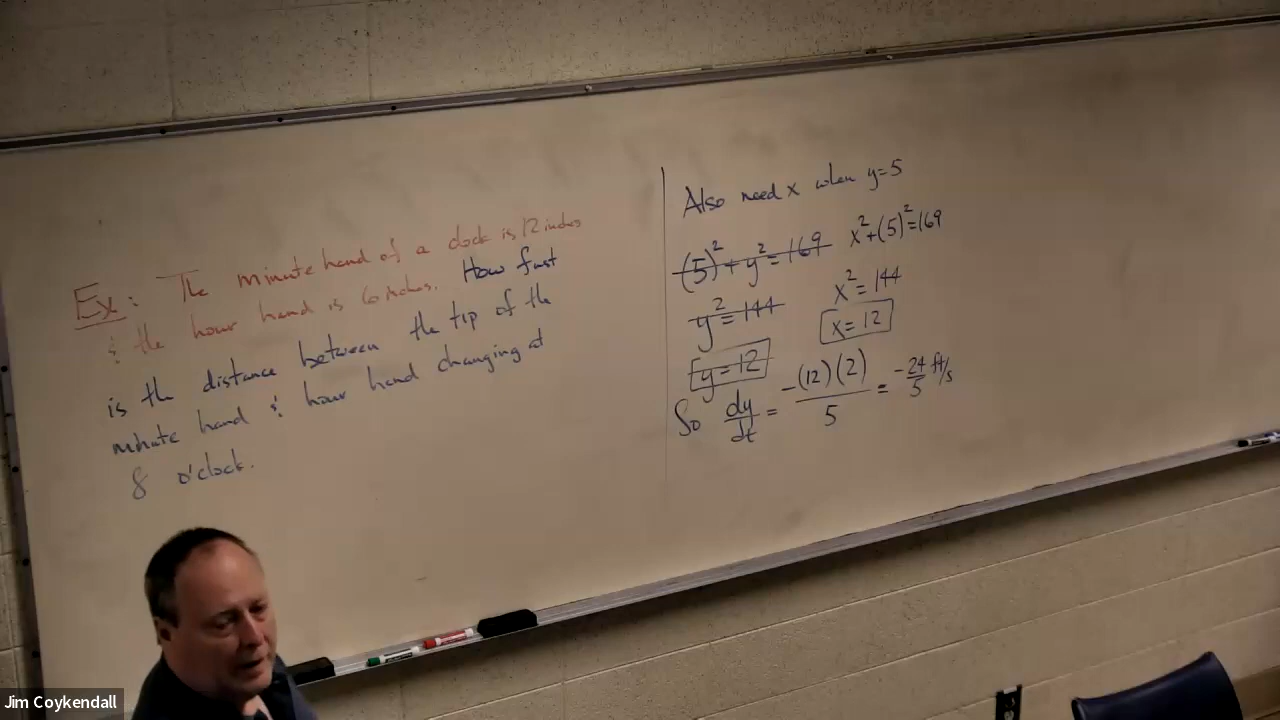 Ex: The minute hand of a clock is 12 inches
& the hour hand is 6 inches. How fast
is the distance between the tip of the
minute hand & hour hand changing at
8 o'clock.
Also need x when y=5
(5)²+y²=169 x²+(5)²=169
y²=144 x²=144
y=12 x=12
So dy/dt = -(12)(2)/5 = -24/5 ft/s
Jim Coykendall